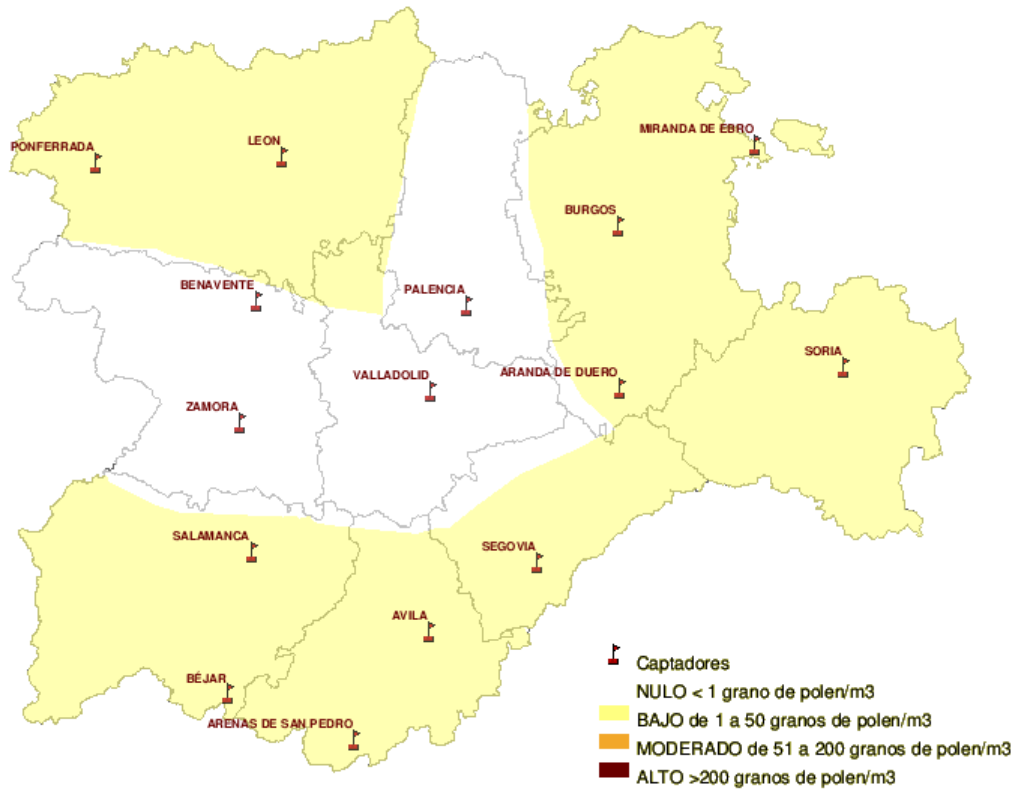 MIRANDA DE EBRO
PONFERRADA
LEON
BURGOS
BENAVENTE
PALENCIA
SORIA
VALLADOLID
ARANDA DE DUERO
ZAMORA
SALAMANCA
SEGOVIA
AVILA
BÉJAR
ARENAS DE SAN PEDRO
Captadores
NULO < 1 grano de polen/m3
BAJO de 1 a 50 granos de polen/m3
MODERADO de 51 a 200 granos de polen/m3
ALTO >200 granos de polen/m3